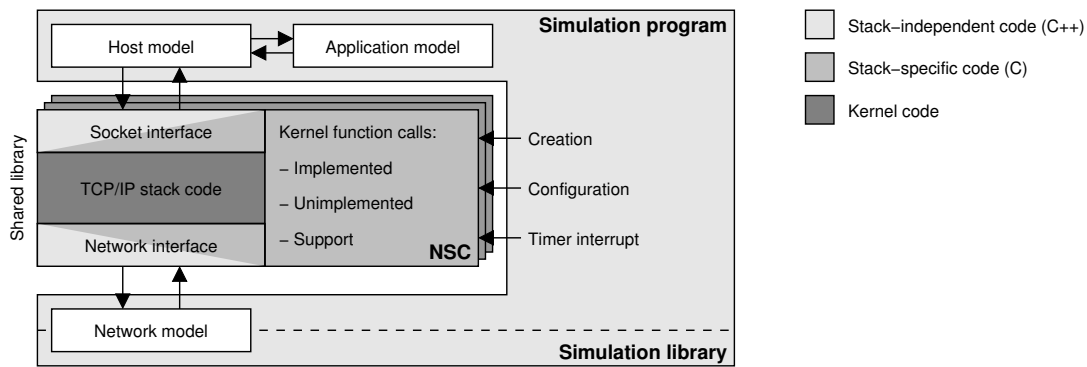 Simulation program
Host model
Application model
Shared library
Socket interface
TCP/IP stack code
Network interface
Kernel function calls:
– Implemented
– Unimplemented
– Support
NSC
Creation
Configuration
Timer interrupt
Network model
Simulation library
Stack–independent code (C++)
Stack–specific code (C)
Kernel code